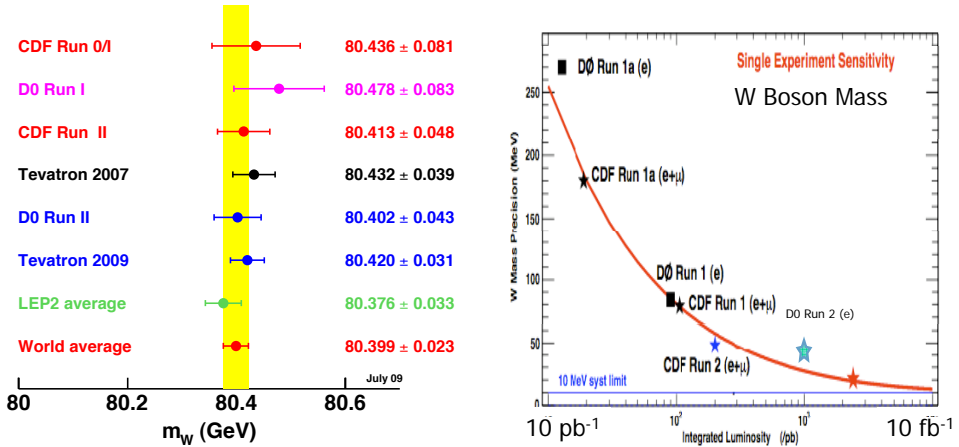 CDF Run 0/I 80.436 ± 0.081
D0 Run I 80.478 ± 0.083
CDF Run II 80.413 ± 0.048
Tevatron 2007 80.432 ± 0.039
D0 Run II 80.402 ± 0.043
Tevatron 2009 80.420 ± 0.031
LEP2 average 80.376 ± 0.033
World average 80.399 ± 0.023
July 09
80 80.2 80.4 80.6
m_W (GeV)
Single Experiment Sensitivity
W Boson Mass
DØ Run 1a (e)
CDF Run 1a (e+μ)
DØ Run 1 (e)
CDF Run 1 (e+μ)
D0 Run 2 (e)
CDF Run 2 (e+μ)
10 MeV syst limit
W Mass Precision (MeV)
250
200
150
100
50
0
10 pb⁻¹ 10² 10³ 10 fb⁻¹
Integrated Luminosity (/pb)